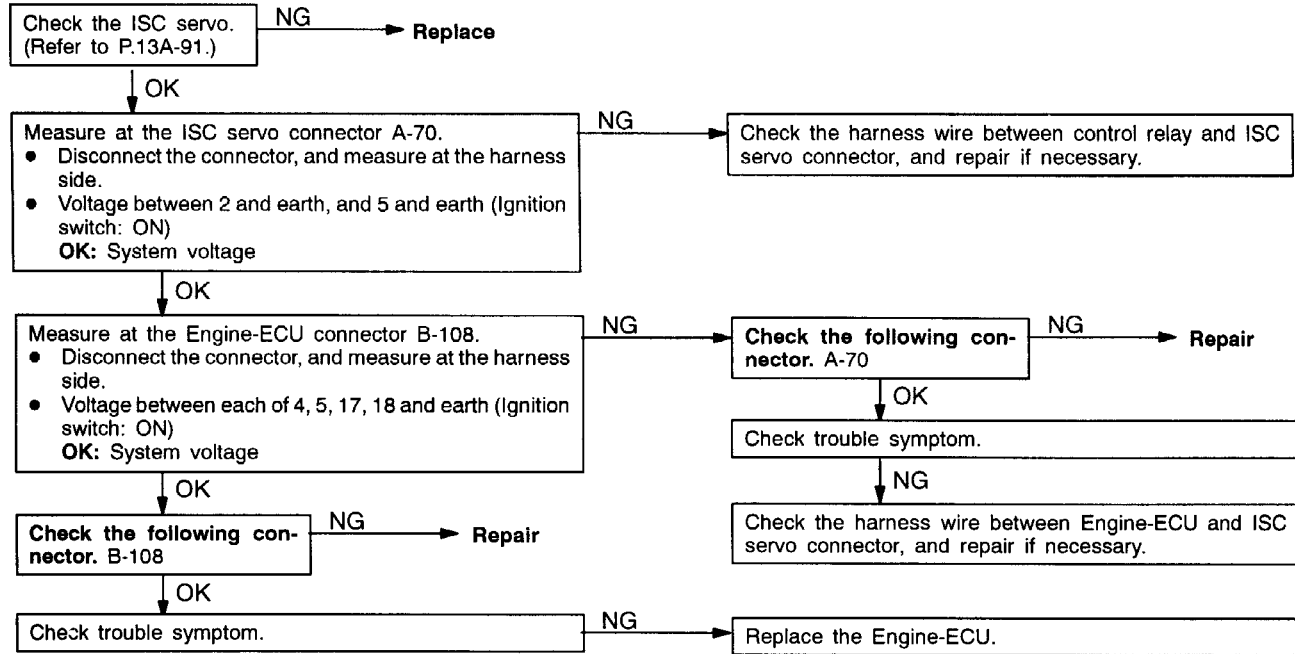 Check the ISC servo.
(Refer to P.13A-91.)
NG
Replace
OK
Measure at the ISC servo connector A-70.
● Disconnect the connector, and measure at the harness
side.
● Voltage between 2 and earth, and 5 and earth (Ignition
switch: ON)
OK: System voltage
NG
Check the harness wire between control relay and ISC
servo connector, and repair if necessary.
OK
Measure at the Engine-ECU connector B-108.
● Disconnect the connector, and measure at the harness
side.
● Voltage between each of 4, 5, 17, 18 and earth (Ignition
switch: ON)
OK: System voltage
NG
Check the following con-
nector. A-70
NG
Repair
OK
Check trouble symptom.
NG
Check the harness wire between Engine-ECU and ISC
servo connector, and repair if necessary.
OK
Check the following con-
nector. B-108
NG
Repair
OK
Check trouble symptom.
NG
Replace the Engine-ECU.